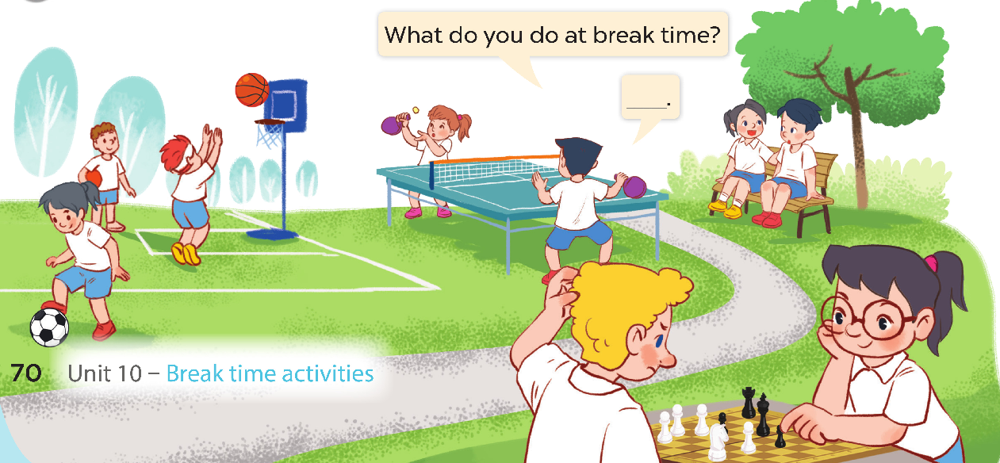 What do you do at break time?
____.
70 Unit 10 – Break time activities